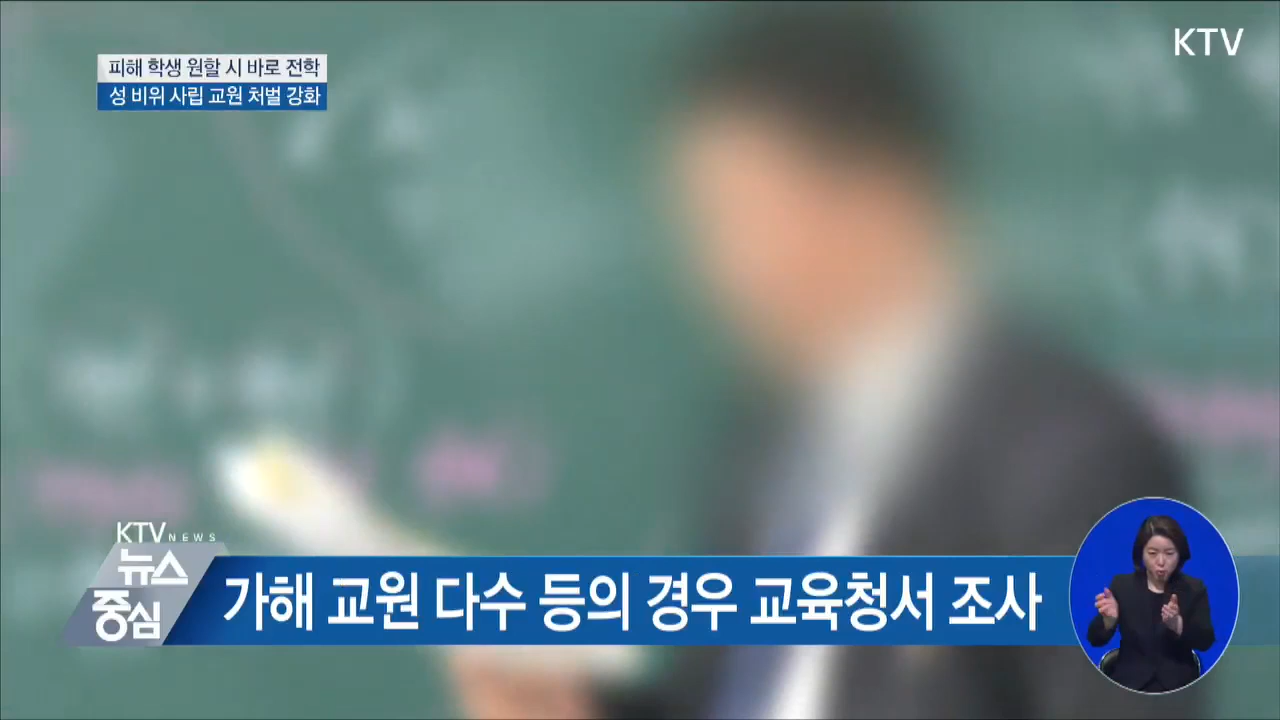 KTV
피해 학생 원할 시 바로 전학
성 비위 사립 교원 처벌 강화
KTV NEWS
뉴스
중심
가해 교원 다수 등의 경우 교육청서 조사